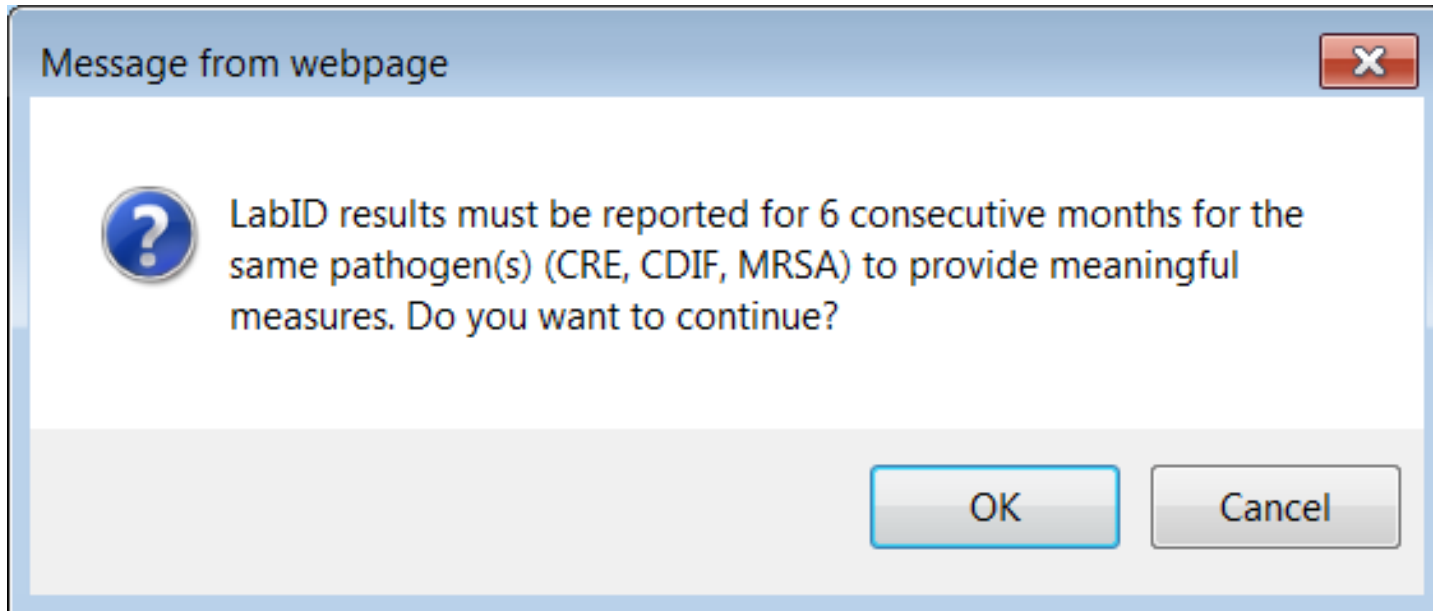 Message from webpage
LabID results must be reported for 6 consecutive months for the
same pathogen(s) (CRE, CDIF, MRSA) to provide meaningful
measures. Do you want to continue?
OK
Cancel